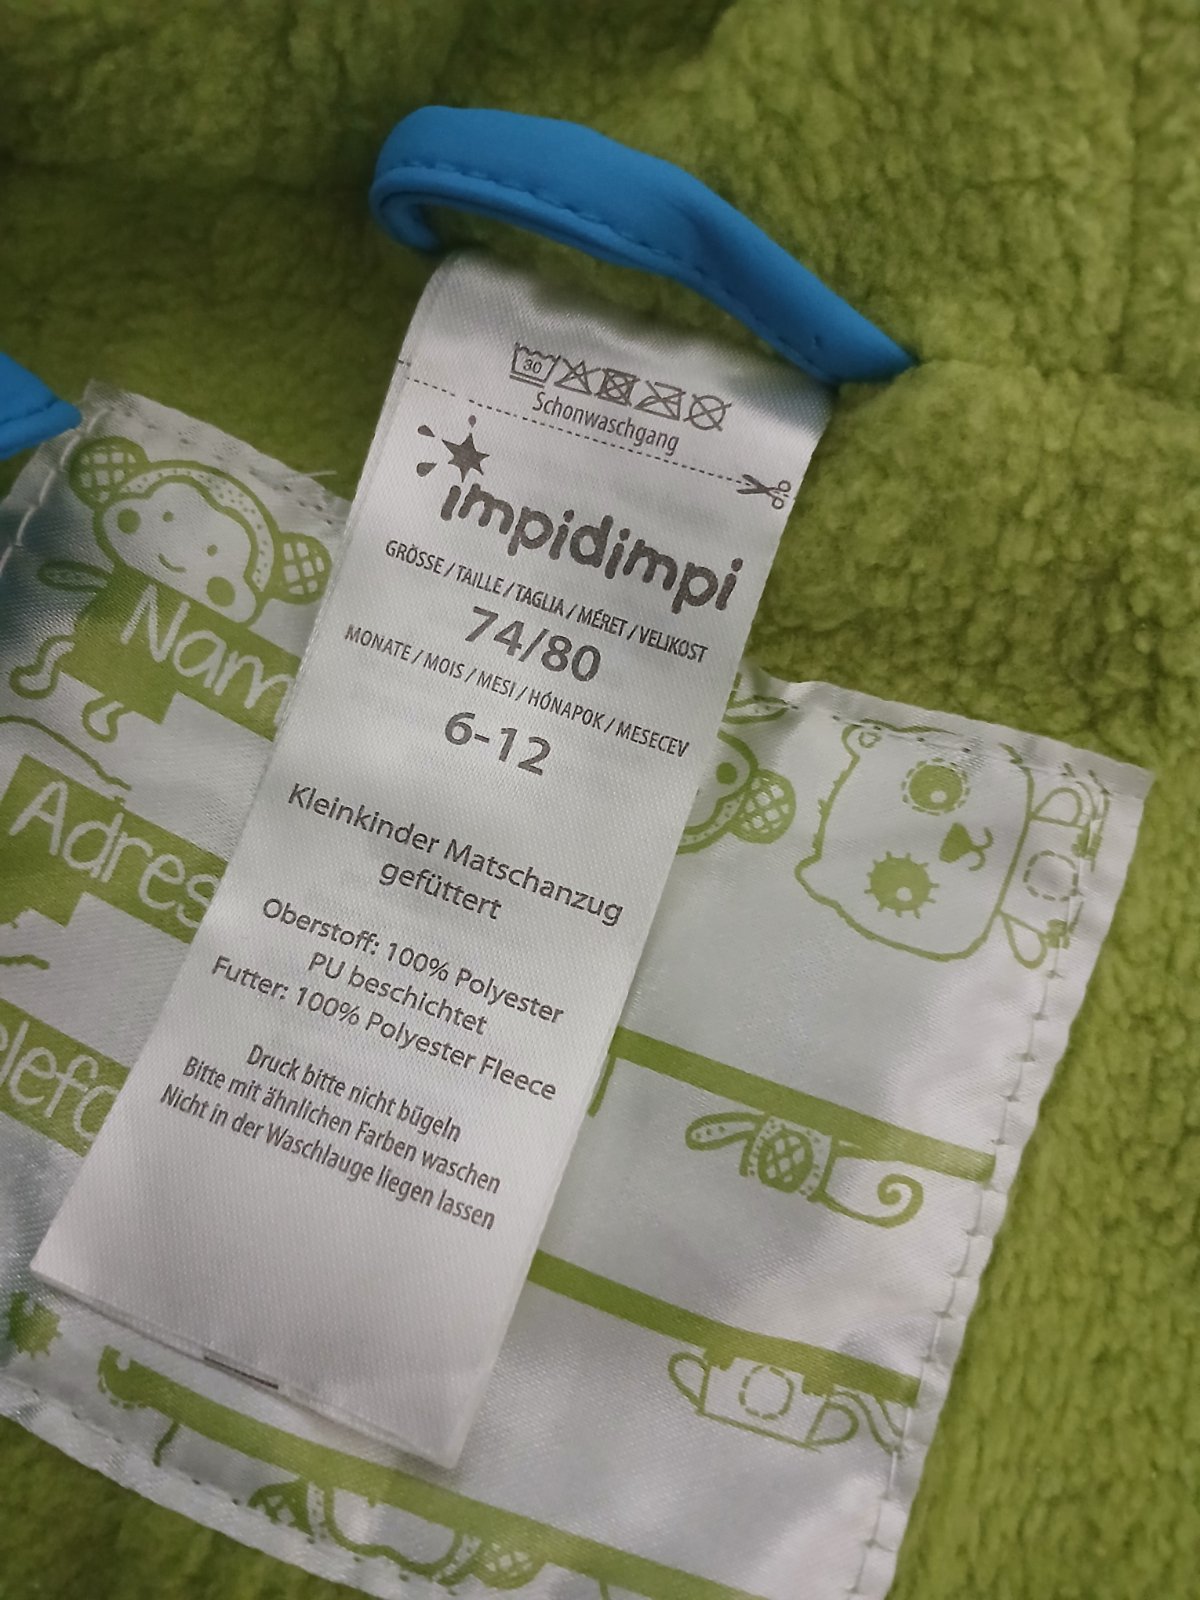 30
Schonwaschgang
impidimpi
GRÖSSE / TAILLE / TAGLIA / MÉRET / VELIKOST
74/80
MONATE / MOIS / MESI / HÓNAPOK / MESECEV
6-12
Kleinkinder Matschanzug
gefüttert
Oberstoff: 100% Polyester
PU beschichtet
Futter: 100% Polyester Fleece
Druck bitte nicht bügeln
Bitte mit ähnlichen Farben waschen
Nicht in der Waschlauge liegen lassen
Nam
Adres
elefo